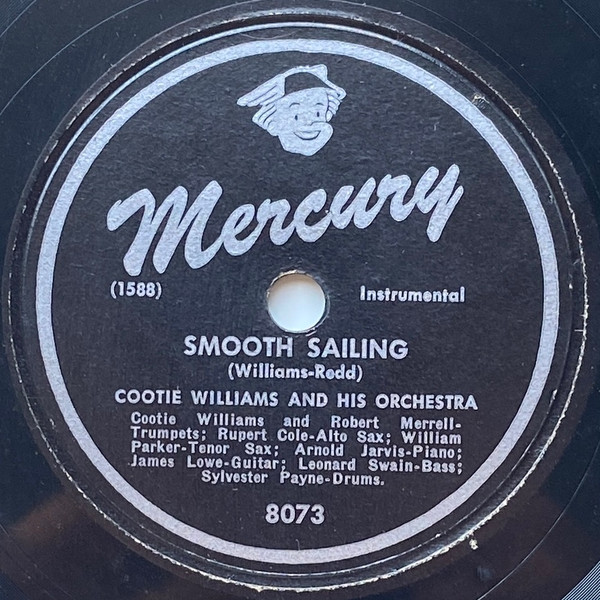 Mercury
(1588) Instrumental
SMOOTH SAILING
(Williams-Redd)
COOTIE WILLIAMS AND HIS ORCHESTRA
Cootie Williams and Robert Merrell-
Trumpets; Rupert Cole-Alto Sax; William
Parker-Tenor Sax; Arnold Jarvis-Piano;
James Lowe-Guitar; Leonard Swain-Bass;
Sylvester Payne-Drums.
8073